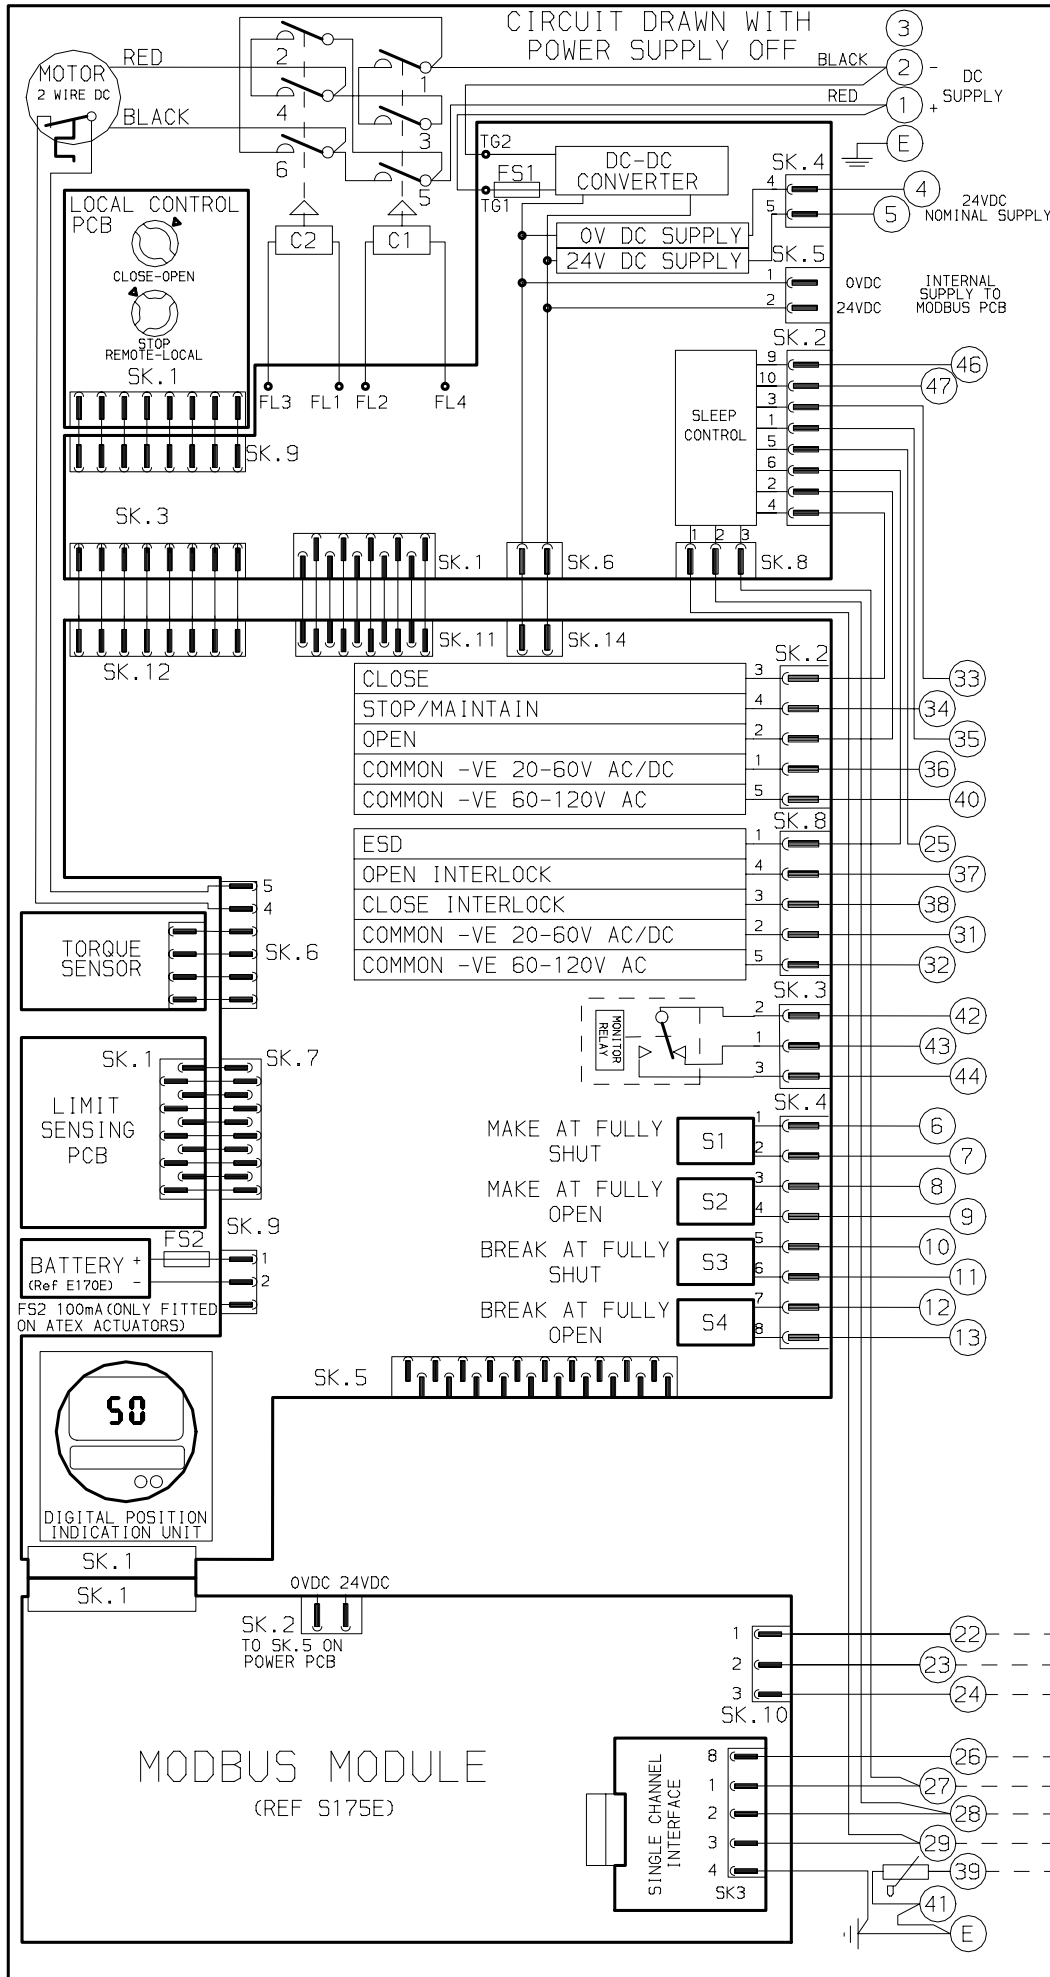 CIRCUIT DRAWN WITH
POWER SUPPLY OFF
MOTOR
2 WIRE DC
RED
BLACK
2
4
6
1
3
5
C2
C1
FL3
FL1
FL2
FL4
BLACK
RED
3
2
-
1
+
DC
SUPPLY
E
TG2
FS1
TG1
DC-DC
CONVERTER
0V DC SUPPLY
24V DC SUPPLY
SK.4
4
5
4
5
24VDC
NOMINAL SUPPLY
SK.5
1
2
0VDC
24VDC
INTERNAL
SUPPLY TO
MODBUS PCB
LOCAL CONTROL
PCB
CLOSE-OPEN
STOP
REMOTE-LOCAL
SK.1
SK.9
SLEEP
CONTROL
SK.2
9
10
3
1
5
6
2
4
46
47
1
2
3
SK.8
SK.3
SK.1
SK.6
SK.12
SK.11
SK.14
SK.2
CLOSE
3
33
STOP/MAINTAIN
4
34
OPEN
2
35
COMMON -VE 20-60V AC/DC
1
36
COMMON -VE 60-120V AC
5
40
SK.8
ESD
1
25
OPEN INTERLOCK
4
37
CLOSE INTERLOCK
3
38
COMMON -VE 20-60V AC/DC
2
31
COMMON -VE 60-120V AC
5
32
5
4
TORQUE
SENSOR
SK.6
SK.3
MONITOR
RELAY
2
42
1
43
3
44
LIMIT
SENSING
PCB
SK.1
SK.7
SK.4
MAKE AT FULLY
SHUT
S1
1
6
2
7
MAKE AT FULLY
OPEN
S2
3
8
4
9
BREAK AT FULLY
SHUT
S3
5
10
6
11
BREAK AT FULLY
OPEN
S4
7
12
8
13
SK.9
BATTERY
(Ref E170E)
+
-
FS2
1
2
FS2 100mA(ONLY FITTED
ON ATEX ACTUATORS)
SK.5
50
DIGITAL POSITION
INDICATION UNIT
SK.1
SK.1
0VDC 24VDC
SK.2
TO SK.5 ON
POWER PCB
1
22
2
23
3
24
SK.10
MODBUS MODULE
(REF S175E)
SINGLE CHANNEL
INTERFACE
8
26
1
27
2
28
3
29
4
39
SK3
41
E